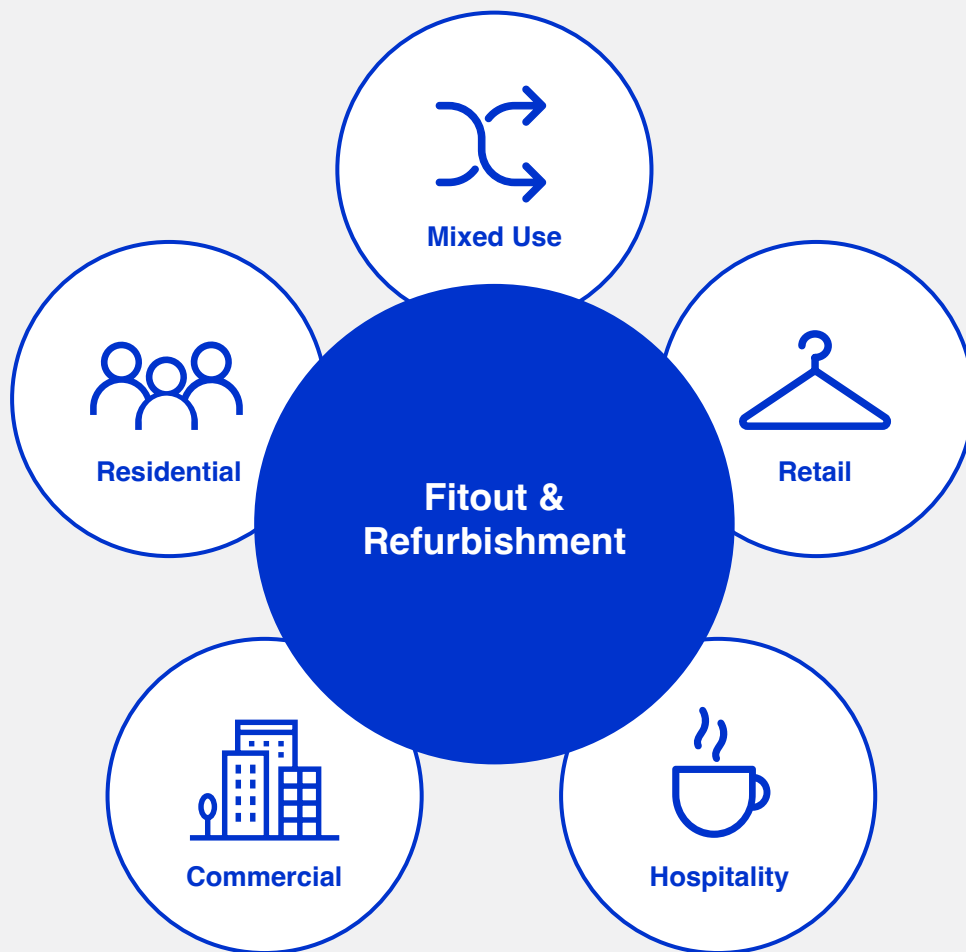 Mixed Use
Residential
Retail
Fitout &
Refurbishment
Commercial
Hospitality